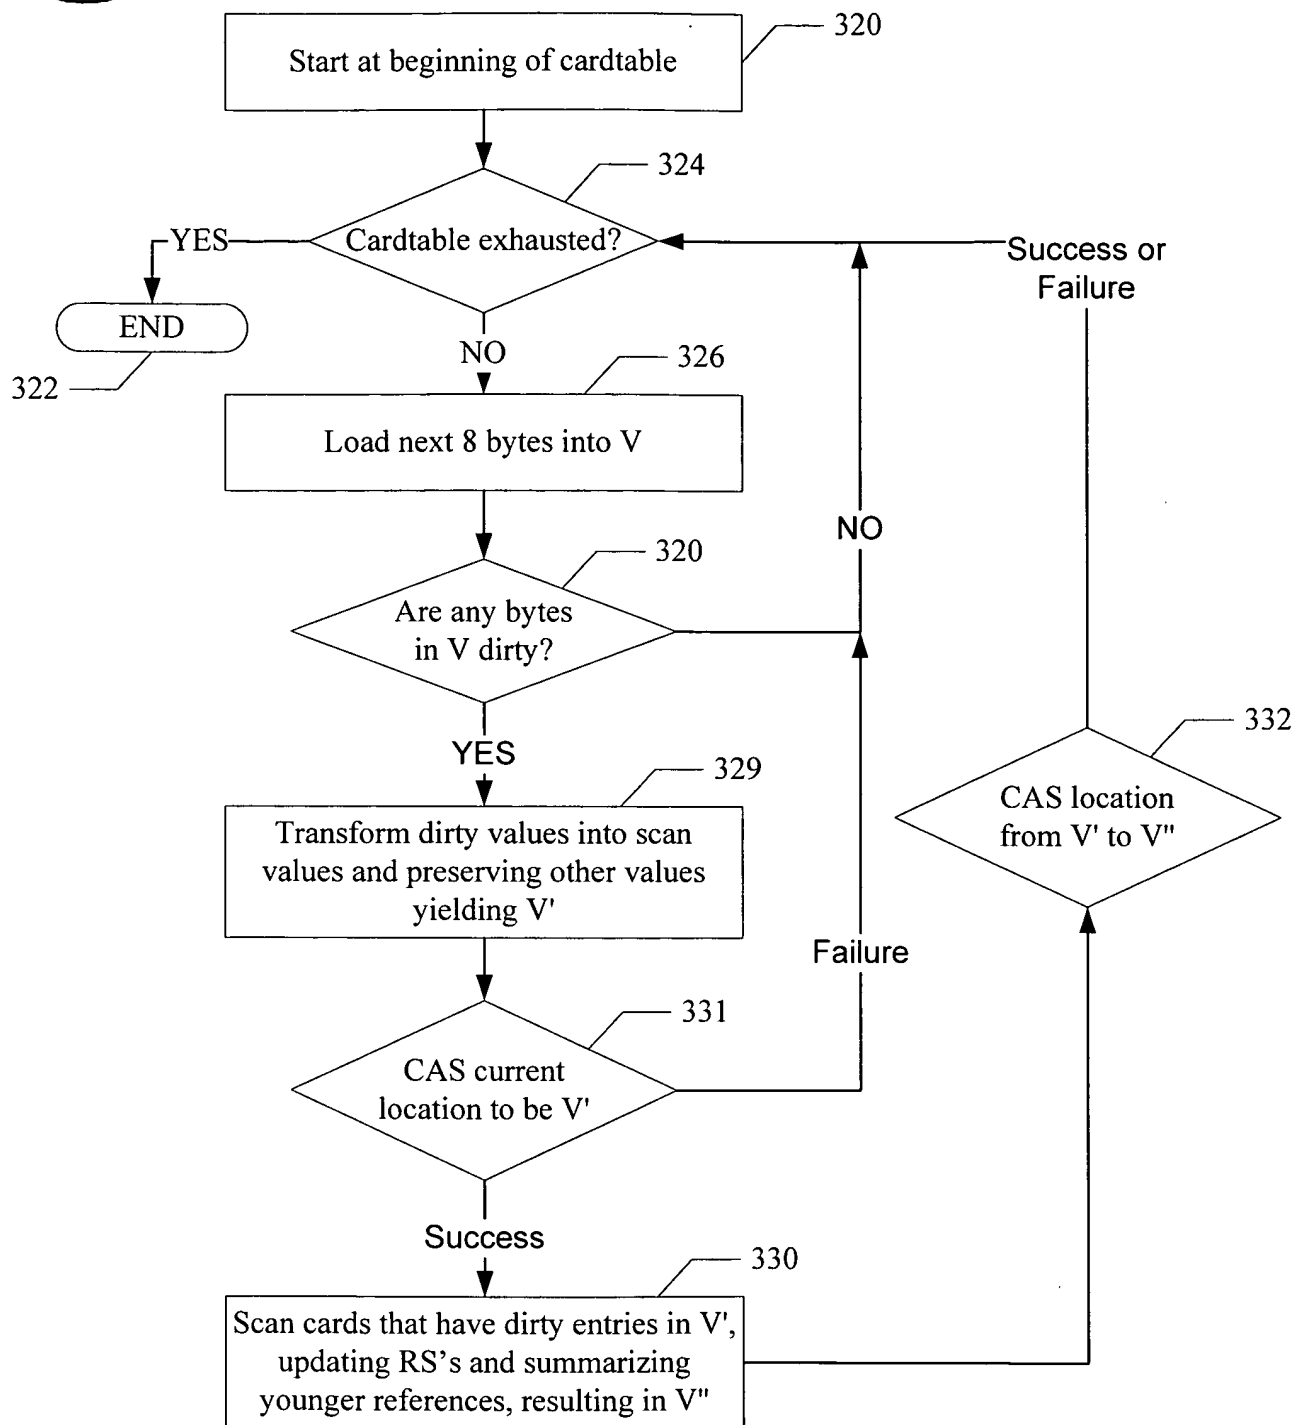 320
Start at beginning of cardtable
324
Cardtable exhausted?
YES
Success or
Failure
END
322
NO
326
Load next 8 bytes into V
NO
320
Are any bytes
in V dirty?
YES
332
329
CAS location
from V' to V"
Transform dirty values into scan
values and preserving other values
yielding V'
Failure
331
CAS current
location to be V'
Success
330
Scan cards that have dirty entries in V',
updating RS's and summarizing
younger references, resulting in V"